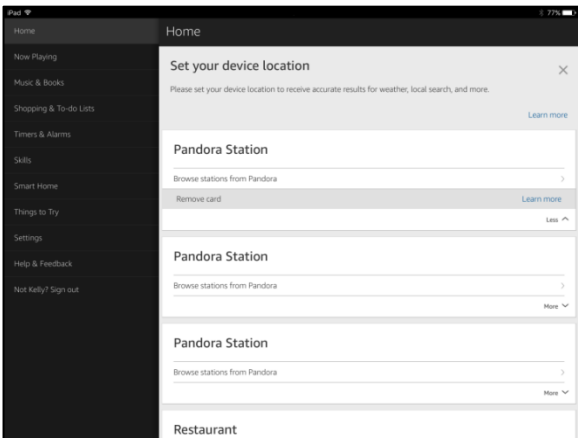 iPad 77%
Home
Now Playing
Music & Books
Shopping & To-do Lists
Timers & Alarms
Skills
Smart Home
Things to Try
Settings
Help & Feedback
Not Kelly? Sign out
Home
Set your device location
Please set your device location to receive accurate results for weather, local search, and more.
Learn more
Pandora Station
Browse stations from Pandora
Remove card Learn more
Less
Pandora Station
Browse stations from Pandora
More
Pandora Station
Browse stations from Pandora
More
Restaurant